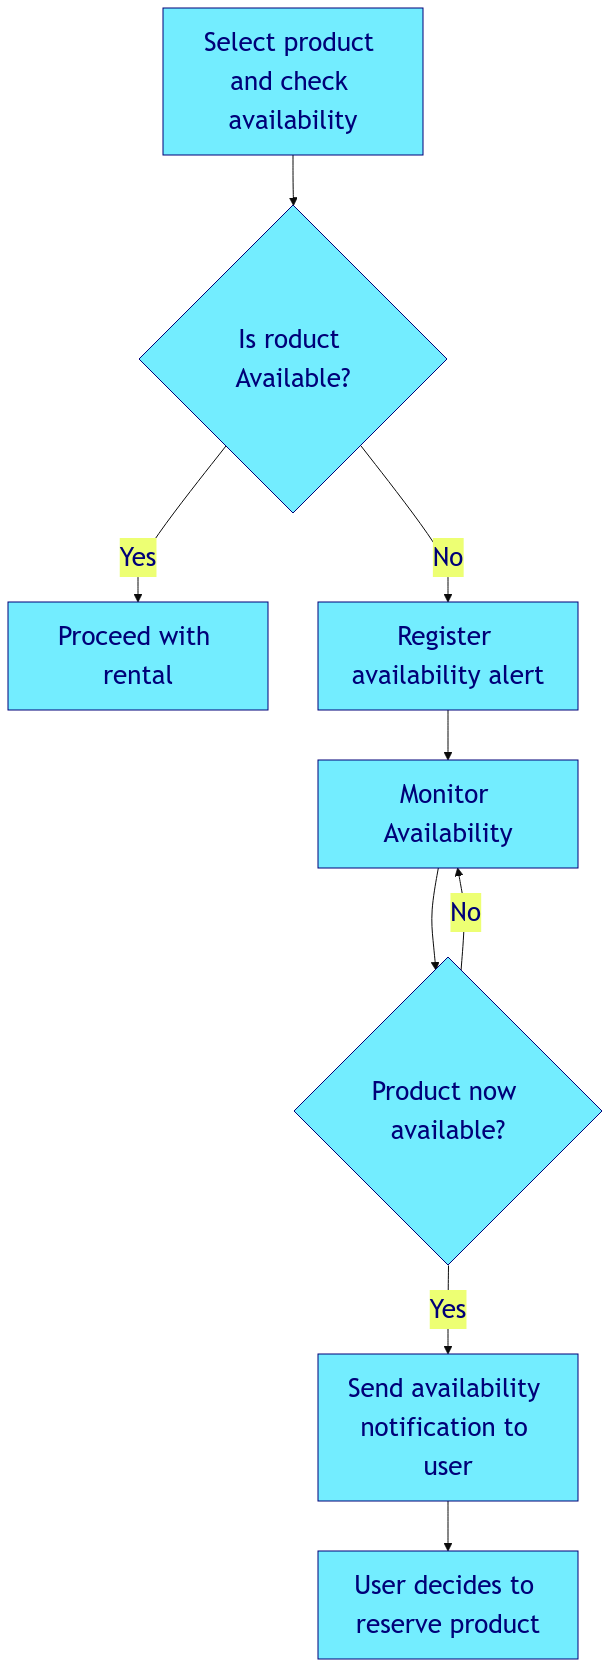 Select product
and check
availability
Is roduct
Available?
Yes
No
Proceed with
rental
Register
availability alert
Monitor
Availability
No
Product now
available?
Yes
Send availability
notification to
user
User decides to
reserve product